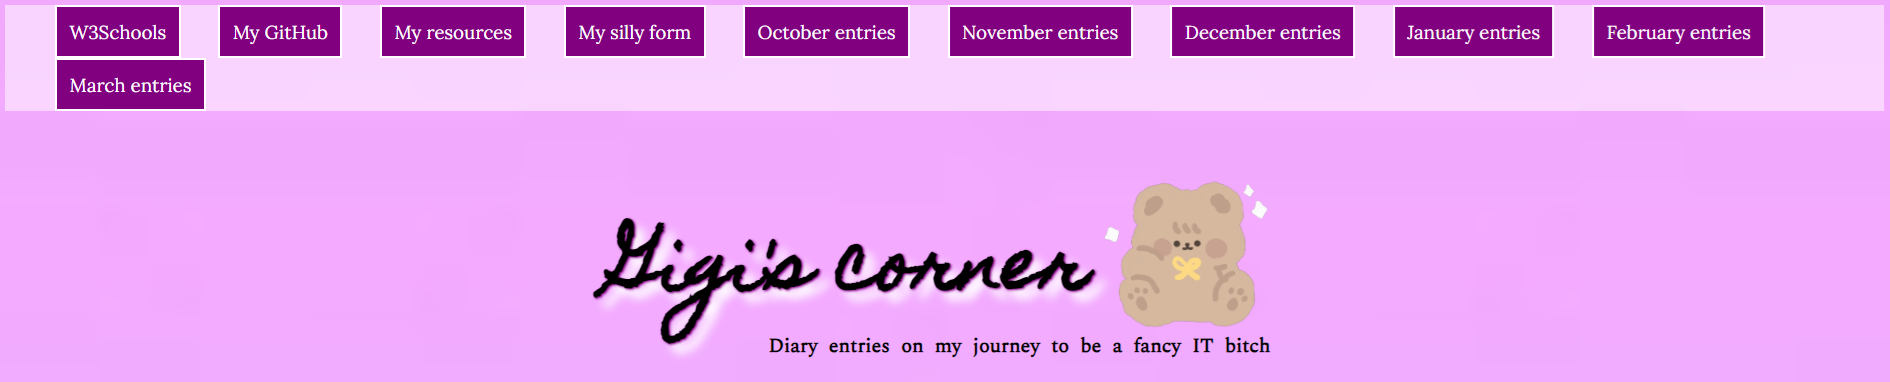 W3Schools My GitHub My resources My silly form October entries November entries December entries January entries February entries
March entries
Gigi's corner
Diary entries on my journey to be a fancy IT bitch